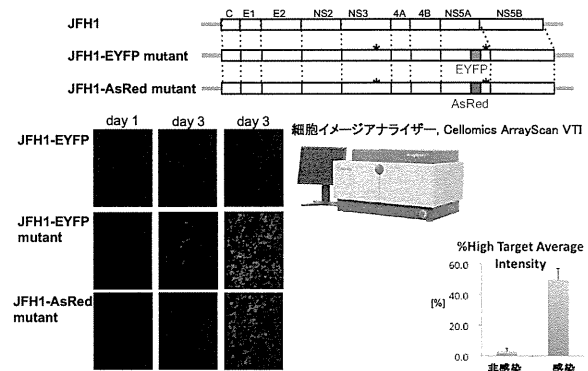 C E1 E2 NS2 NS3 4A 4B NS5A NS5B
JFH1
JFH1-EYFP mutant
EYFP
JFH1-AsRed mutant
AsRed
day 1 day 3 day 3
細胞イメージアナライザー, Cellomics ArrayScan VTI
JFH1-EYFP
JFH1-EYFP
mutant
JFH1-AsRed
mutant
%High Target Average
Intensity
60.0
[%]
40.0
20.0
0.0
非感染 感染